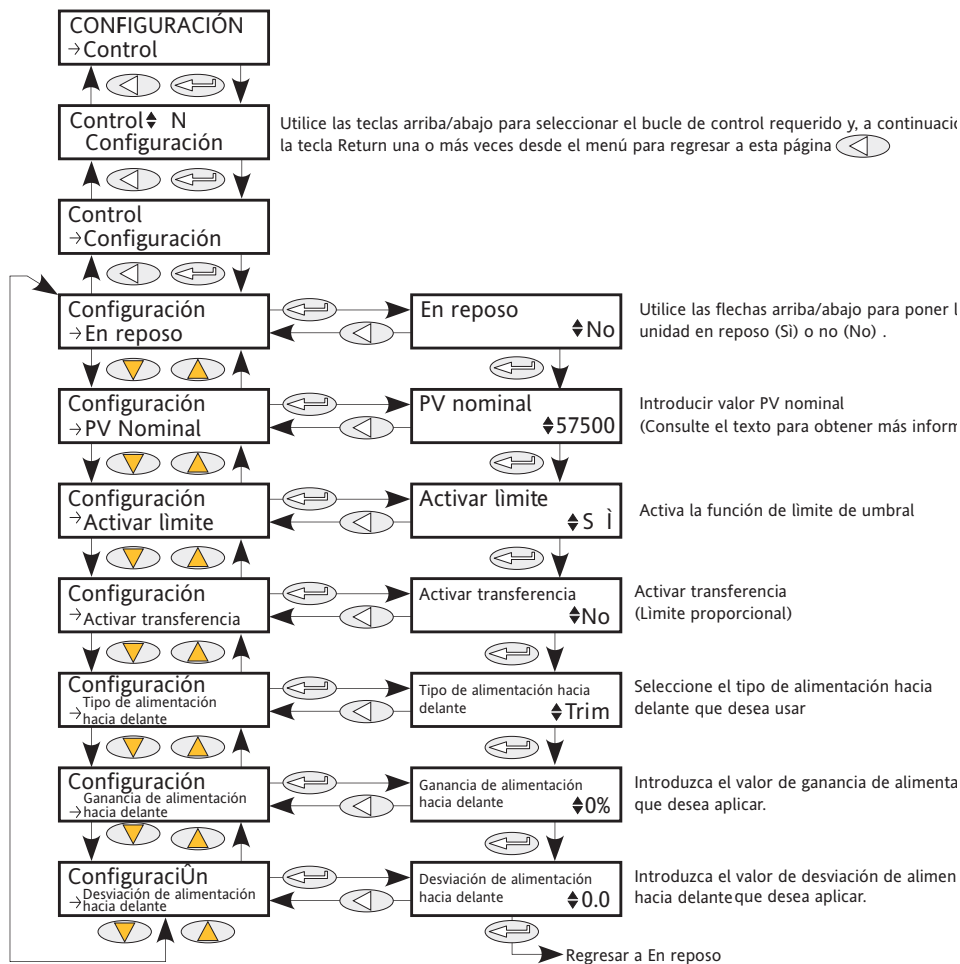 CONFIGURACIÓN
→Control
Control N
Configuración
Utilice las teclas arriba/abajo para seleccionar el bucle de control requerido y, a
la tecla Return una o más veces desde el menú para regresar a esta página
Control
→Configuración
Configuración
→En reposo
En reposo
No
Utilice las flechas arriba/abajo para poner
unidad en reposo (Sì) o no (No) .
Configuración
→PV Nominal
PV nominal
57500
Introducir valor PV nominal
(Consulte el texto para obtener más
Configuración
→Activar lìmite
Activar lìmite
S Ì
Activa la función de lìmite de umbral
Configuración
→Activar transferencia
Activar transferencia
No
Activar transferencia
(Lìmite proporcional)
Configuración
→Tipo de alimentación
hacia delante
Tipo de alimentación hacia
delante
Trim
Seleccione el tipo de alimentación hacia
delante que desea usar
Configuración
Ganancia de alimentación
→hacia delante
Ganancia de alimentación
hacia delante
0%
Introduzca el valor de ganancia de
que desea aplicar.
ConfiguraciÛn
Desviación de alimentación
→hacia delante
Desviación de alimentación
hacia delante
0.0
Introduzca el valor de desviación de
hacia delante que desea aplicar.
Regresar a En reposo